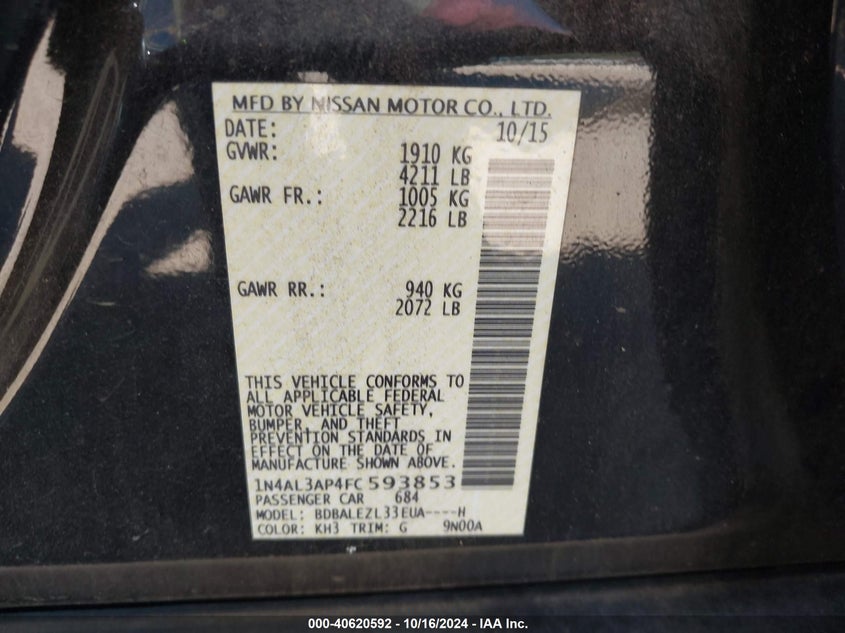 MFD BY NISSAN MOTOR CO., LTD.
DATE: 10/15
GVWR: 1910 KG
4211 LB
GAWR FR.: 1005 KG
2216 LB
GAWR RR.: 940 KG
2072 LB
THIS VEHICLE CONFORMS TO
ALL APPLICABLE FEDERAL
MOTOR VEHICLE SAFETY,
BUMPER, AND THEFT
PREVENTION STANDARDS IN
EFFECT ON THE DATE OF
MANUFACTURE SHOWN ABOVE.
1N4AL3AP4FC593853
PASSENGER CAR 684
MODEL: BDBALEZL33EUA----H
COLOR: KH3 TRIM: G 9N00A
000-40620592 - 10/16/2024 - IAA Inc.